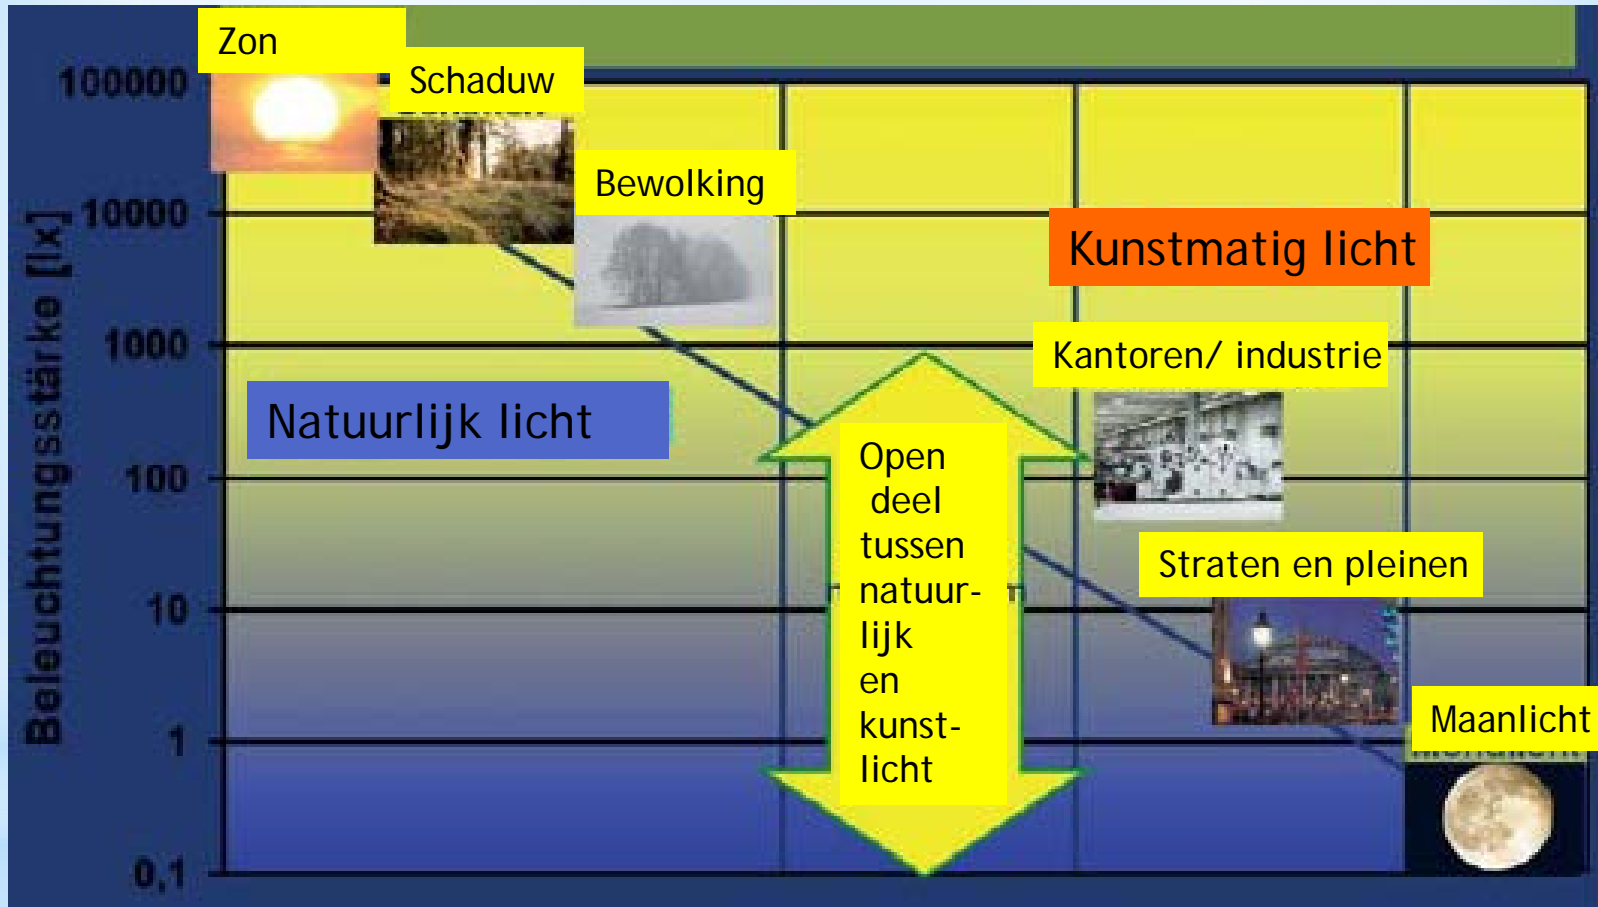 Zon
Schaduw
Bewolking
Kunstmatig licht
Kantoren/ industrie
Natuurlijk licht
Open
deel
tussen
natuur-
lijk
en
kunst-
licht
Straten en pleinen
Maanlicht
Beleuchtungsstärke [lx]
100000
10000
1000
100
10
1
0,1